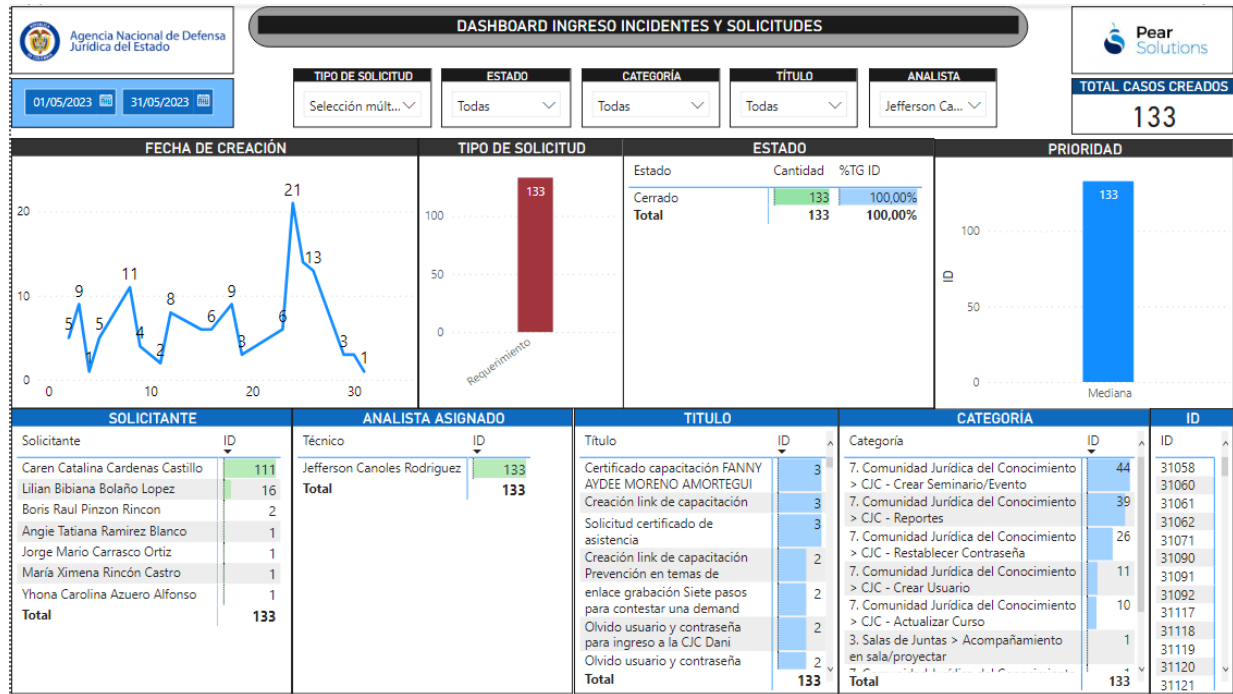 Agencia Nacional de Defensa
Jurídica del Estado
DASHBOARD INGRESO INCIDENTES Y SOLICITUDES
Pear
Solutions
01/05/2023
31/05/2023
TIPO DE SOLICITUD
Selección múlt...
ESTADO
Todas
CATEGORÍA
Todas
TÍTULO
Todas
ANALISTA
Jefferson Ca...
TOTAL CASOS CREADOS
133
FECHA DE CREACIÓN
20
10
0
5
9
1
5
11
4
2
8
6
9
3
6
21
13
3
1
0
10
20
30
TIPO DE SOLICITUD
133
100
50
0
Requerimiento
ESTADO
Estado Cantidad %TG ID
Cerrado 133 100,00%
Total 133 100,00%
PRIORIDAD
133
100
50
0
ID
Mediana
SOLICITANTE
Solicitante ID
Caren Catalina Cardenas Castillo 111
Lilian Bibiana Bolaño Lopez 16
Boris Raul Pinzon Rincon 2
Angie Tatiana Ramirez Blanco 1
Jorge Mario Carrasco Ortiz 1
María Ximena Rincón Castro 1
Yhona Carolina Azuero Alfonso 1
Total 133
ANALISTA ASIGNADO
Técnico ID
Jefferson Canoles Rodriguez 133
Total 133
TITULO
Título ID
Certificado capacitación FANNY 3
AYDEE MORENO AMORTEGUI
Creación link de capacitación 3
Solicitud certificado de 3
asistencia
Creación link de capacitación 2
Prevención en temas de
enlace grabación Siete pasos 2
para contestar una demand
Olvido usuario y contraseña 2
para ingreso a la CJC Dani
Olvido usuario y contraseña 2
Total 133
CATEGORÍA
Categoría ID
7. Comunidad Jurídica del Conocimiento 44
> CJC - Crear Seminario/Evento
7. Comunidad Jurídica del Conocimiento 39
> CJC - Reportes
7. Comunidad Jurídica del Conocimiento 26
> CJC - Restablecer Contraseña
7. Comunidad Jurídica del Conocimiento 11
> CJC - Crear Usuario
7. Comunidad Jurídica del Conocimiento 10
> CJC - Actualizar Curso
3. Salas de Juntas > Acompañamiento 1
en sala/proyectar
Total 133
ID
ID
31058
31060
31061
31062
31071
31090
31091
31092
31117
31118
31119
31120
31121